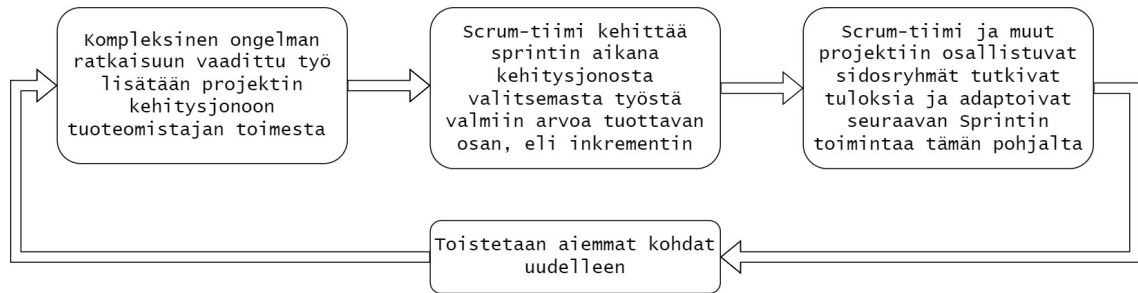 Kompleksinen ongelman
ratkaisuun vaadittu työ
lisätään projektin
kehitysjonoon
tuoteomistajan toimesta
Scrum-tiimi kehittää
sprintin aikana
kehitysjonosta
valitsemasta työstä
valmiin arvoa tuottavan
osan, eli inkrementin
Scrum-tiimi ja muut
projektiin osallistuvat
sidosryhmät tutkivat
tuloksia ja adaptoivat
seuraavan Sprintin
toimintaa tämän pohjalta
Toistetaan aiemmat kohdat
uudelleen